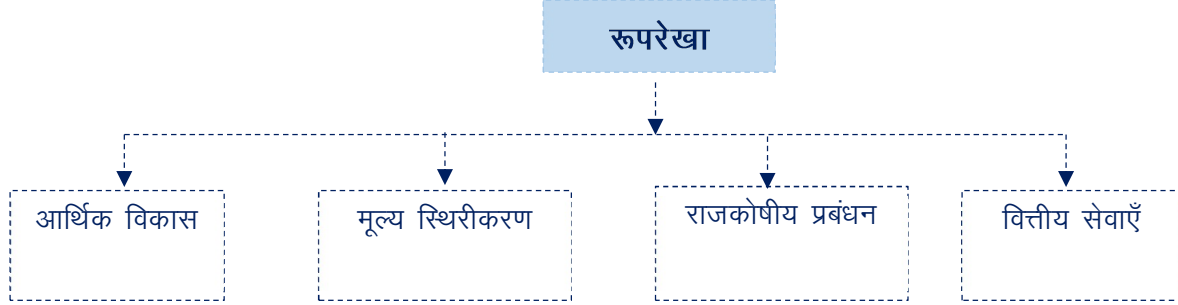 रूपरेखा
आर्थिक विकास
मूल्य स्थिरीकरण
राजकोषीय प्रबंधन
वित्तीय सेवाएँ